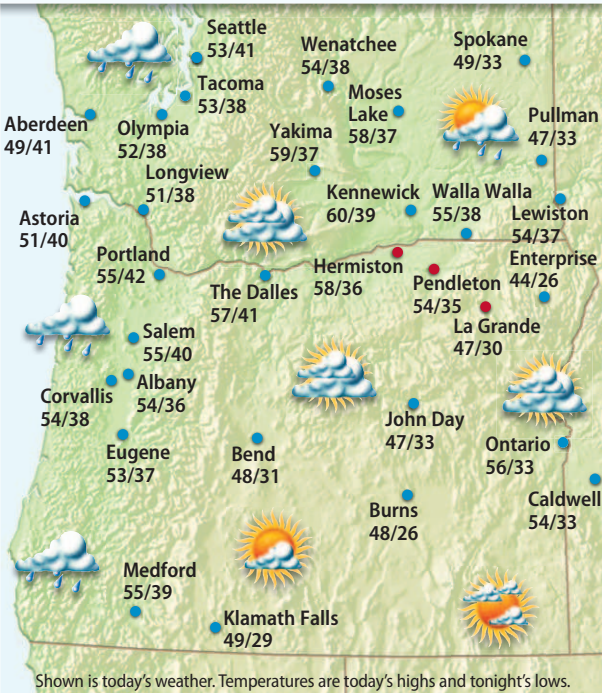 Seattle
53/41
Wenatchee
54/38
Spokane
49/33
Tacoma
53/38
Moses
Lake
58/37
Aberdeen
49/41
Olympia
52/38
Yakima
59/37
Pullman
47/33
Longview
51/38
Kennewick
60/39
Walla Walla
55/38
Lewiston
54/37
Astoria
51/40
Portland
55/42
The Dalles
57/41
Hermiston
58/36
Pendleton
54/35
Enterprise
44/26
La Grande
47/30
Salem
55/40
Albany
54/36
Corvallis
54/38
John Day
47/33
Eugene
53/37
Bend
48/31
Ontario
56/33
Caldwell
54/33
Burns
48/26
Medford
55/39
Klamath Falls
49/29
Shown is today's weather. Temperatures are today's highs and tonight's lows.